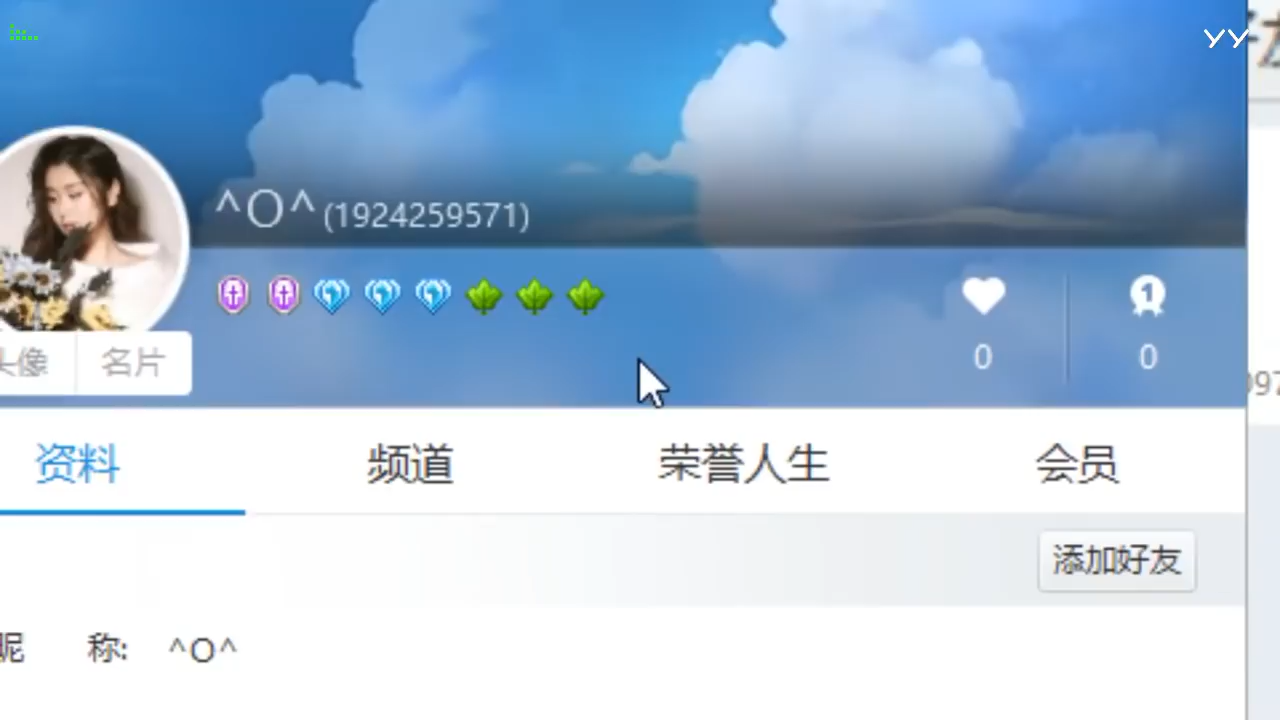 YY
^O^(1924259571)
0 0
头像 名片
资料 频道 荣誉人生 会员
添加好友
昵 称: ^O^